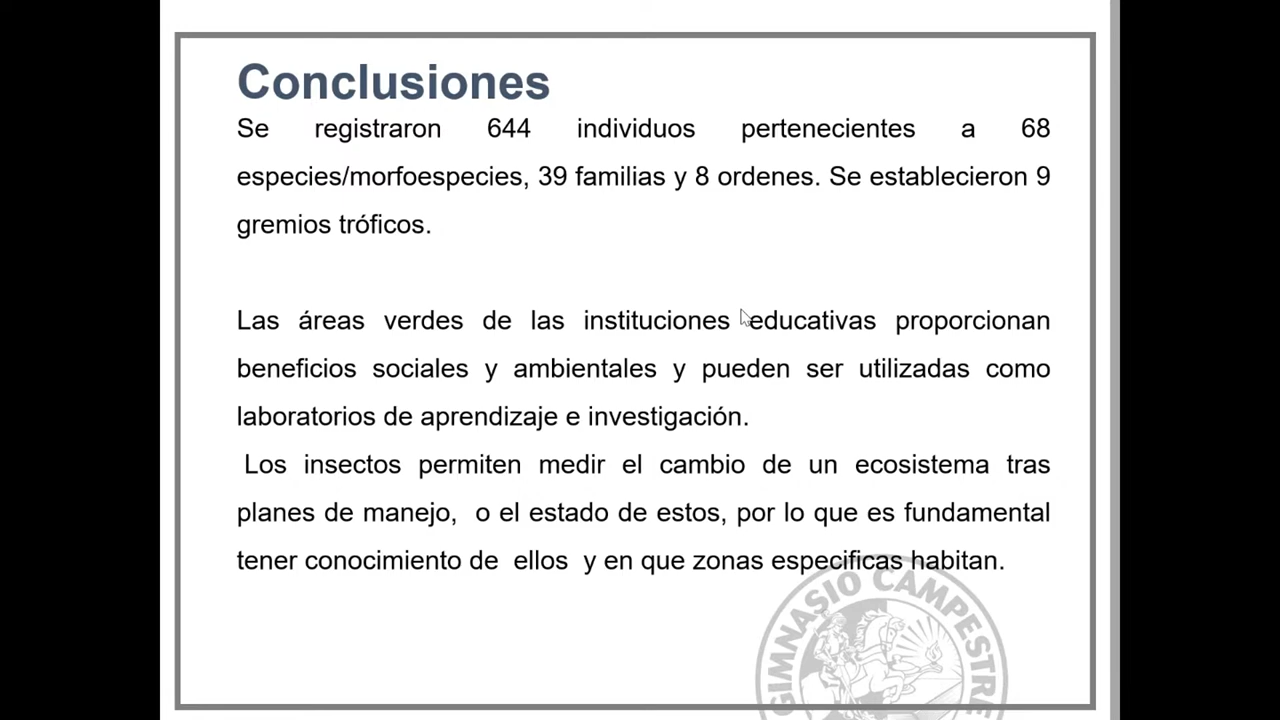 Conclusiones
Se registraron 644 individuos pertenecientes a 68
especies/morfoespecies, 39 familias y 8 ordenes. Se establecieron 9
gremios tróficos.
Las áreas verdes de las instituciones educativas proporcionan
beneficios sociales y ambientales y pueden ser utilizadas como
laboratorios de aprendizaje e investigación.
Los insectos permiten medir el cambio de un ecosistema tras
planes de manejo,  o el estado de estos, por lo que es fundamental
tener conocimiento de  ellos  y en que zonas especificas habitan.
GIMNASIO CAMPESTRE